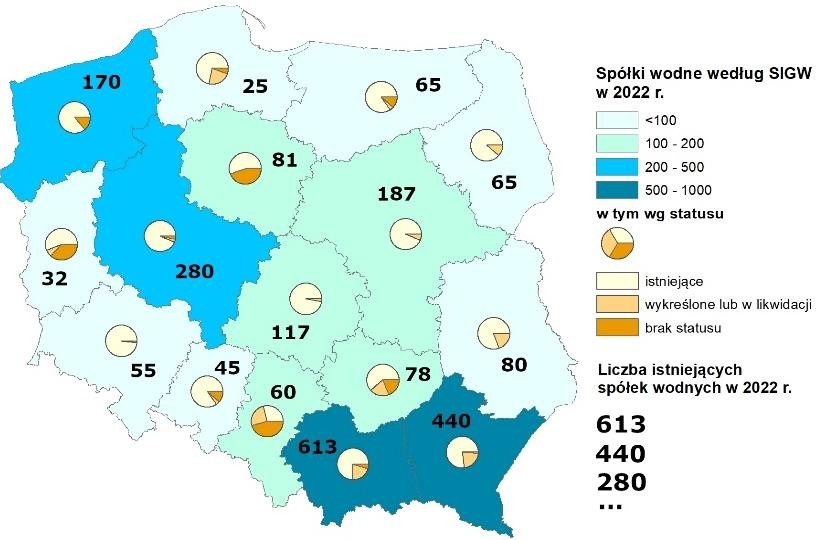 170
25
65
65
81
187
32
280
117
55
45
60
78
80
613
440
Spółki wodne według SIGW
w 2022 r.
<100
100 - 200
200 - 500
500 - 1000
w tym wg statusu
istniejące
wykreślone lub w likwidacji
brak statusu
Liczba istniejących
spółek wodnych w 2022 r.
613
440
280
...